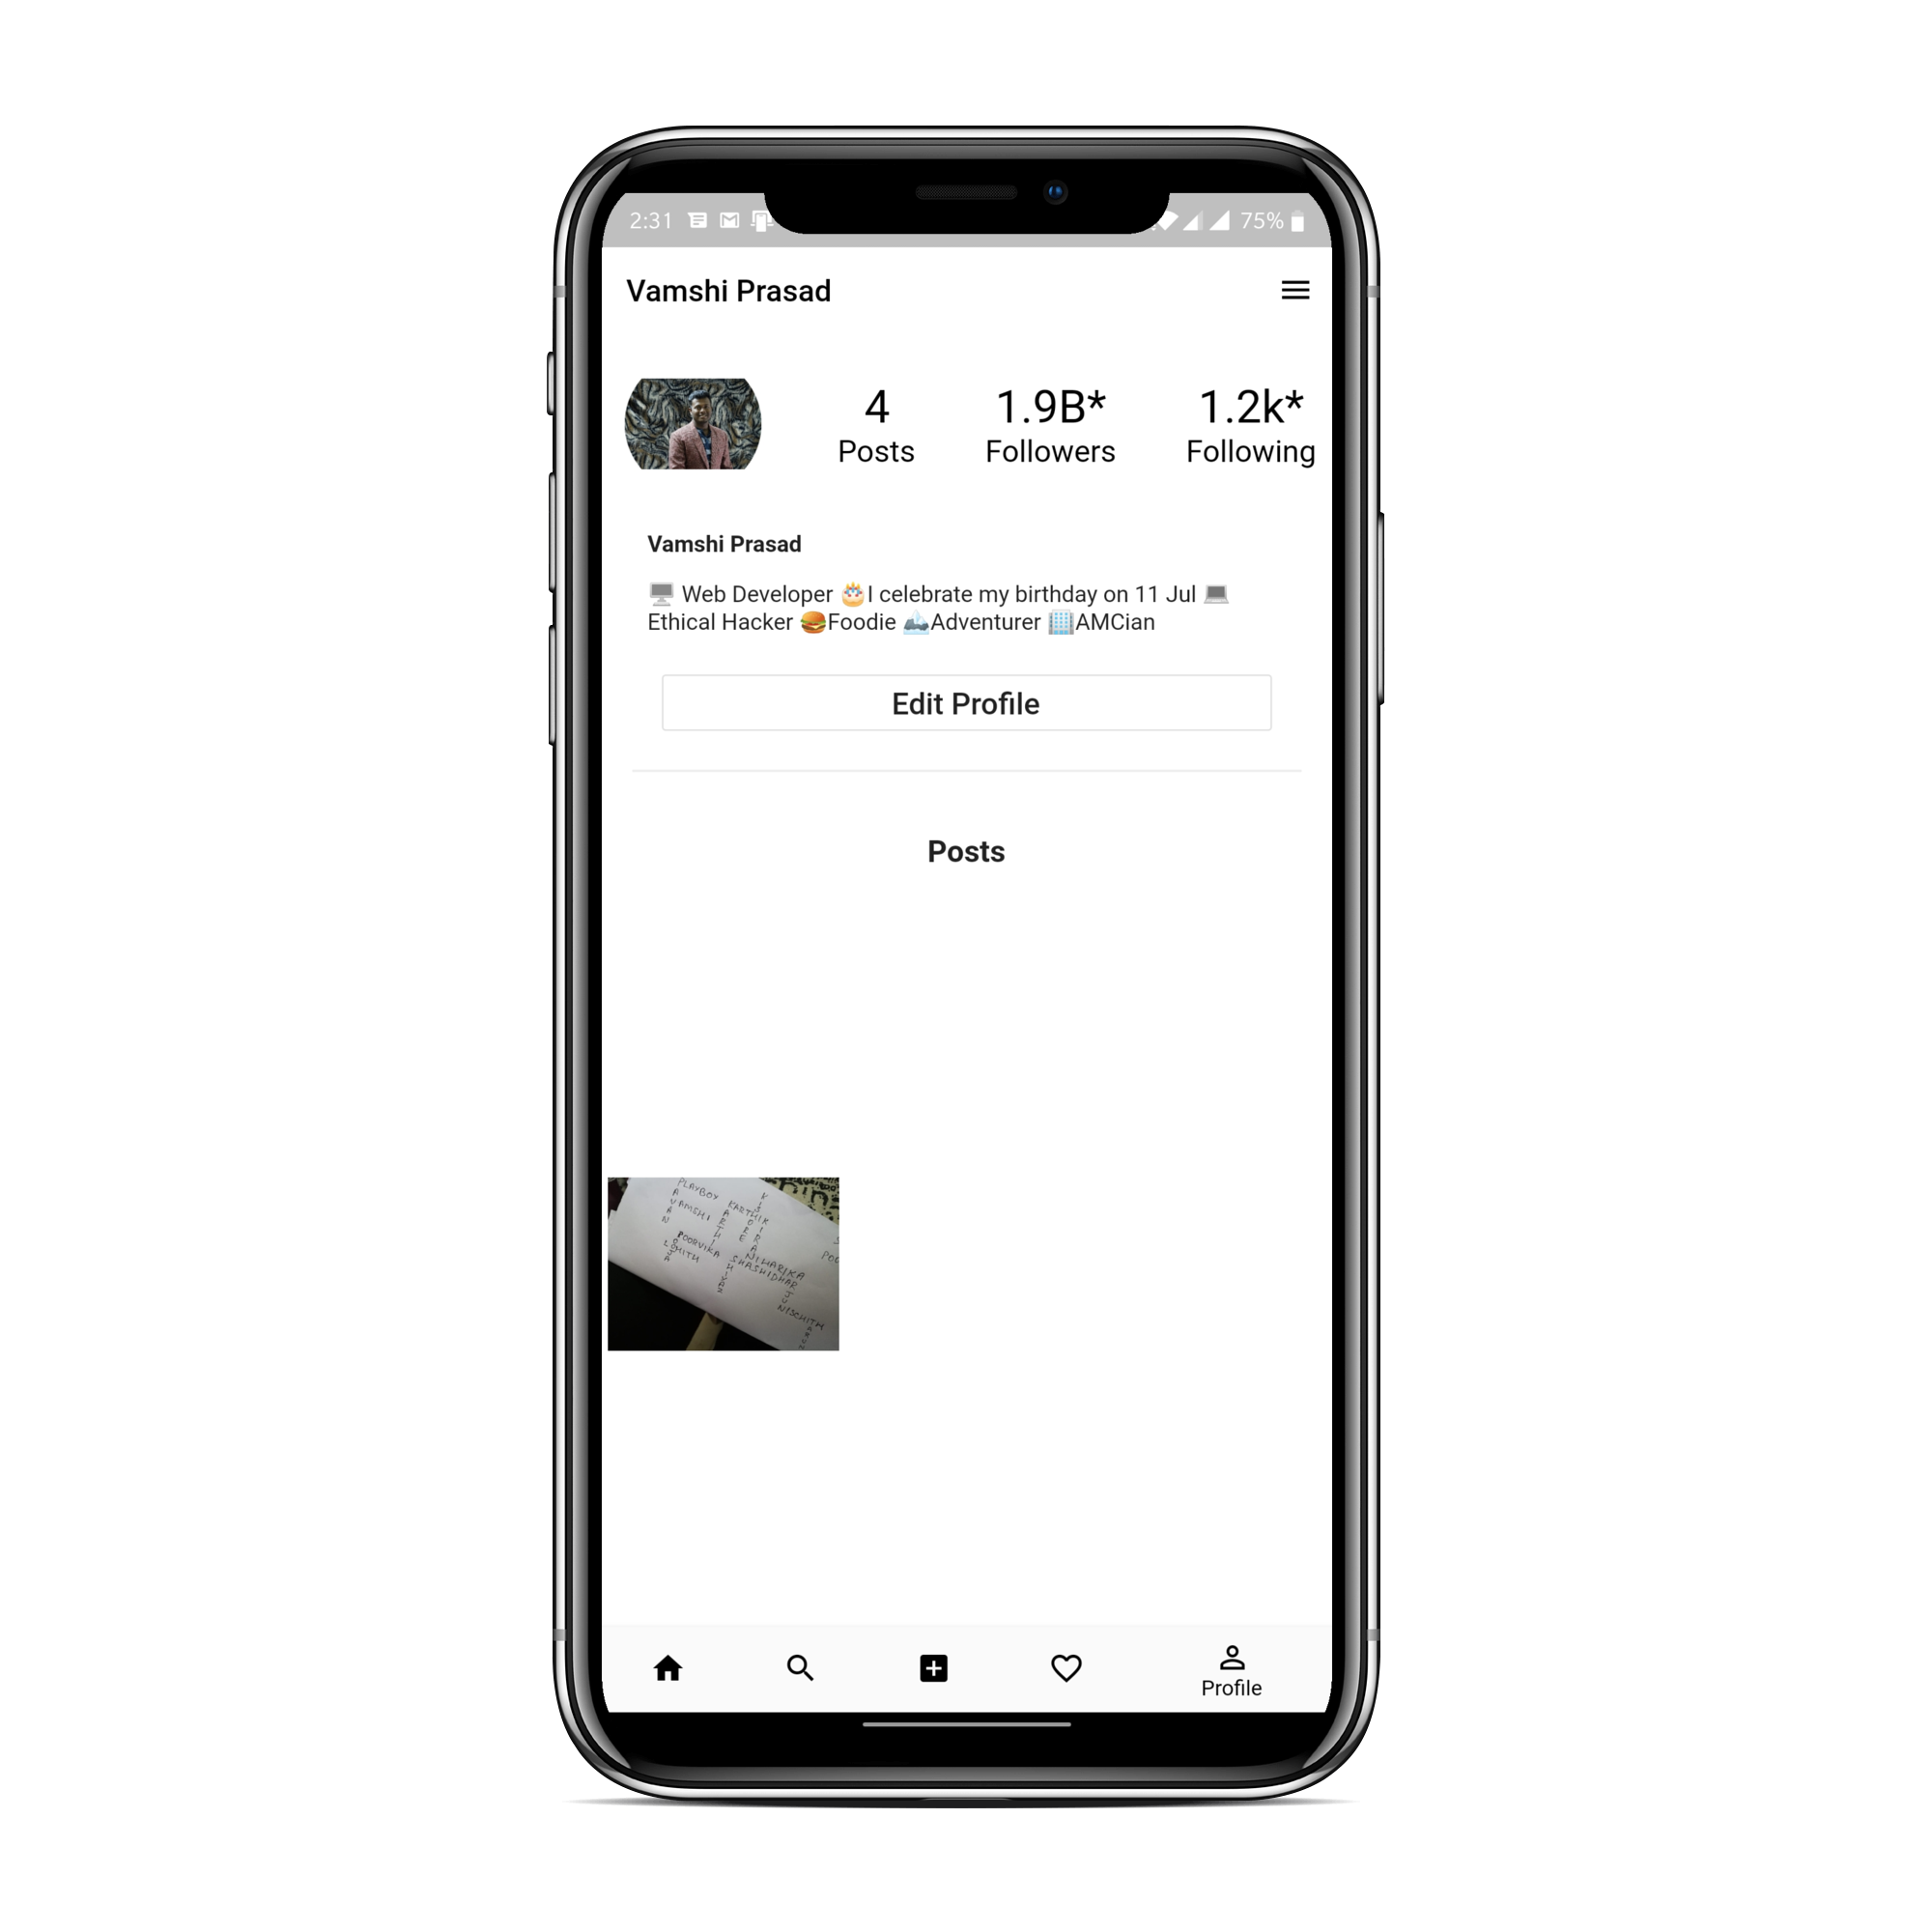 2:31 75%
Vamshi Prasad
4 1.9B* 1.2k*
Posts Followers Following
Vamshi Prasad
🖥️ Web Developer 🎂I celebrate my birthday on 11 Jul 💻
Ethical Hacker 🍔Foodie 🏔️Adventurer 🏢AMCian
Edit Profile
Posts
PLAYBOY
VAMSHI
KARTHIK
POORVIKA
NIHARIKA
SHASHIDHAR
NISCHITH
Profile